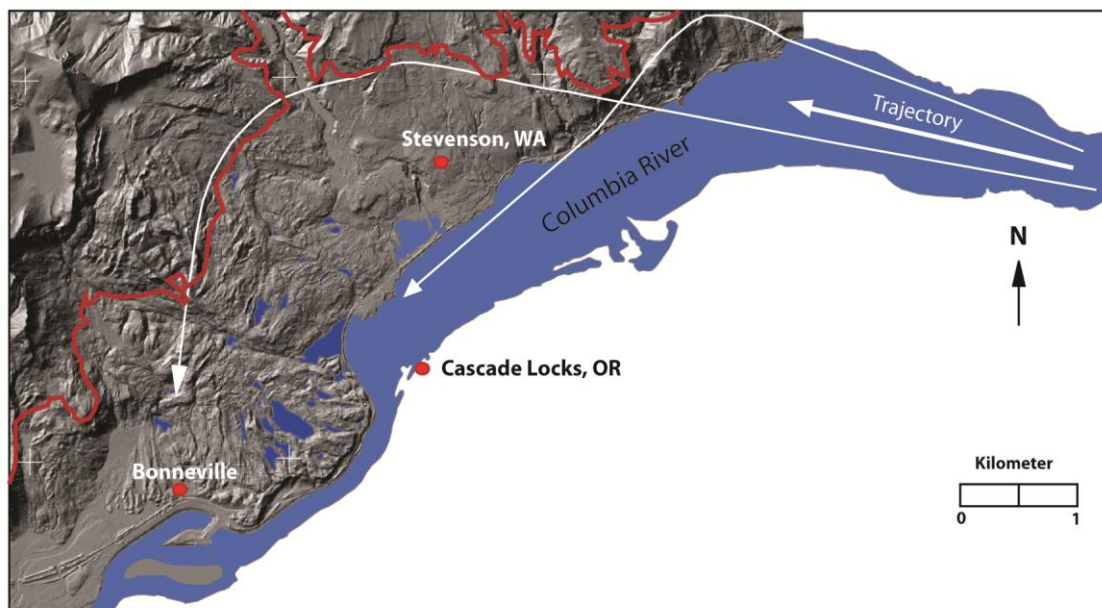 Trajectory
Stevenson, WA
Columbia River
N
Cascade Locks, OR
Bonneville
Kilometer
0 1